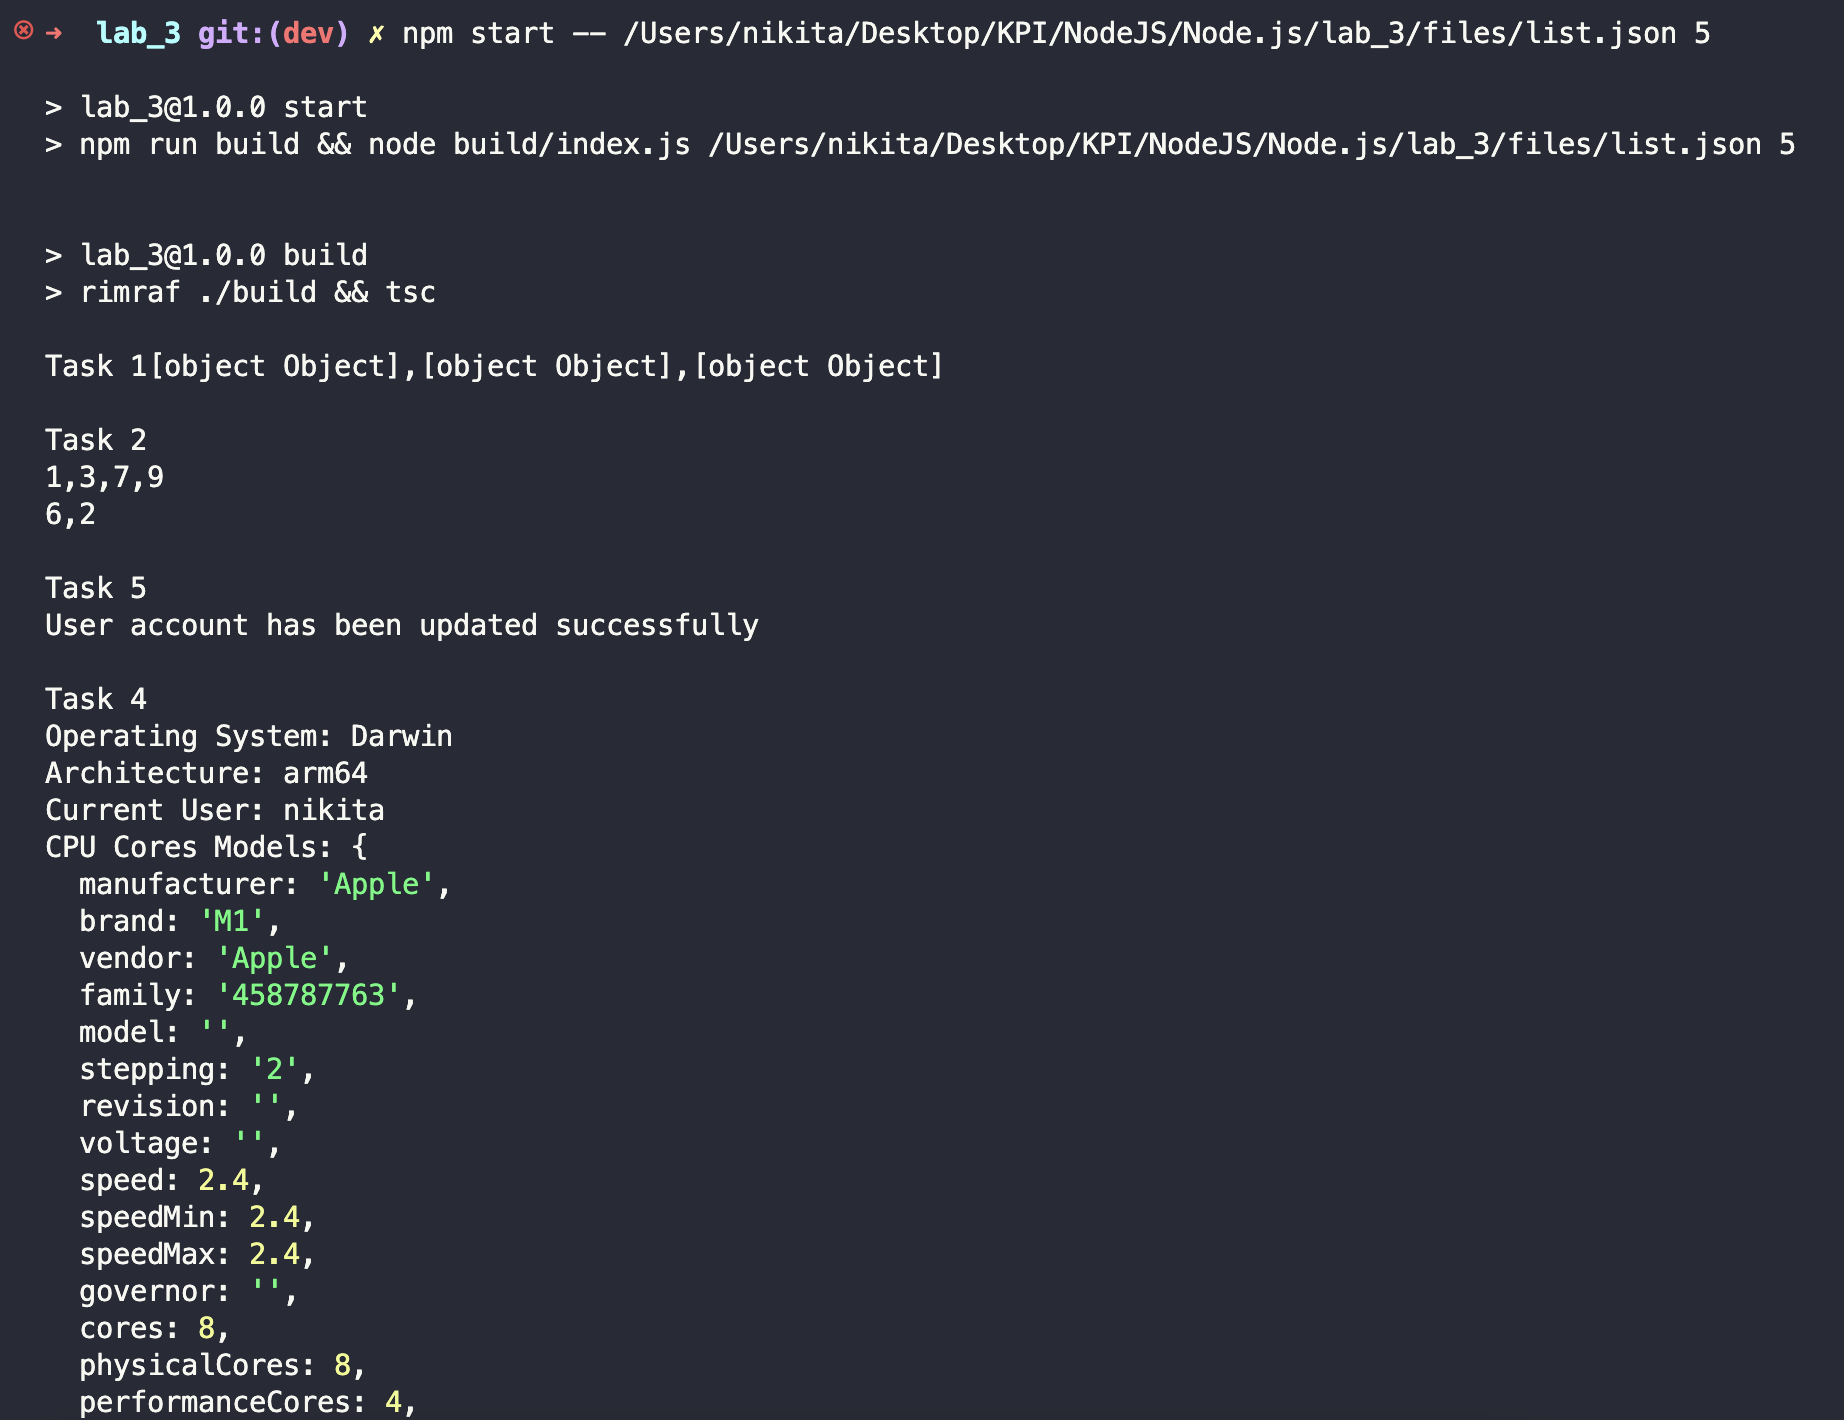 ➜  lab_3 git:(dev) ✗ npm start -- /Users/nikita/Desktop/KPI/NodeJS/Node.js/lab_3/files/list.json 5
> lab_3@1.0.0 start
> npm run build && node build/index.js /Users/nikita/Desktop/KPI/NodeJS/Node.js/lab_3/files/list.json 5
> lab_3@1.0.0 build
> rimraf ./build && tsc
Task 1[object Object],[object Object],[object Object]
Task 2
1,3,7,9
6,2
Task 5
User account has been updated successfully
Task 4
Operating System: Darwin
Architecture: arm64
Current User: nikita
CPU Cores Models: {
  manufacturer: 'Apple',
  brand: 'M1',
  vendor: 'Apple',
  family: '458787763',
  model: '',
  stepping: '2',
  revision: '',
  voltage: '',
  speed: 2.4,
  speedMin: 2.4,
  speedMax: 2.4,
  governor: '',
  cores: 8,
  physicalCores: 8,
  performanceCores: 4,